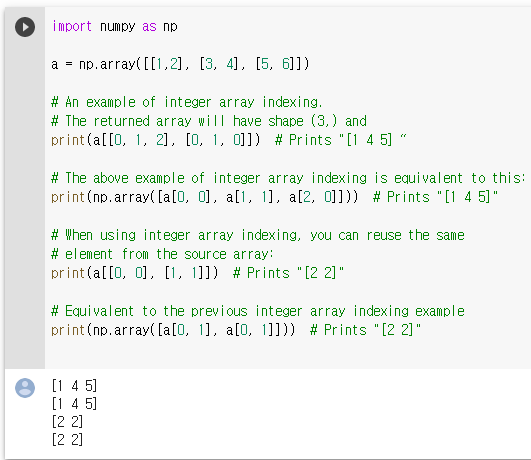 import numpy as np
a = np.array([[1,2], [3, 4], [5, 6]])
# An example of integer array indexing.
# The returned array will have shape (3,) and
print(a[[0, 1, 2], [0, 1, 0]])  # Prints "[1 4 5] “
# The above example of integer array indexing is equivalent to this:
print(np.array([a[0, 0], a[1, 1], a[2, 0]]))  # Prints "[1 4 5]"
# When using integer array indexing, you can reuse the same
# element from the source array:
print(a[[0, 0], [1, 1]])  # Prints "[2 2]"
# Equivalent to the previous integer array indexing example
print(np.array([a[0, 1], a[0, 1]]))  # Prints "[2 2]"
[1 4 5]
[1 4 5]
[2 2]
[2 2]